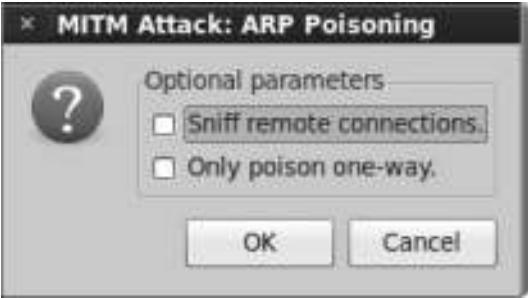 MITM Attack: ARP Poisoning
Optional parameters
Sniff remote connections.
Only poison one-way.
OK
Cancel